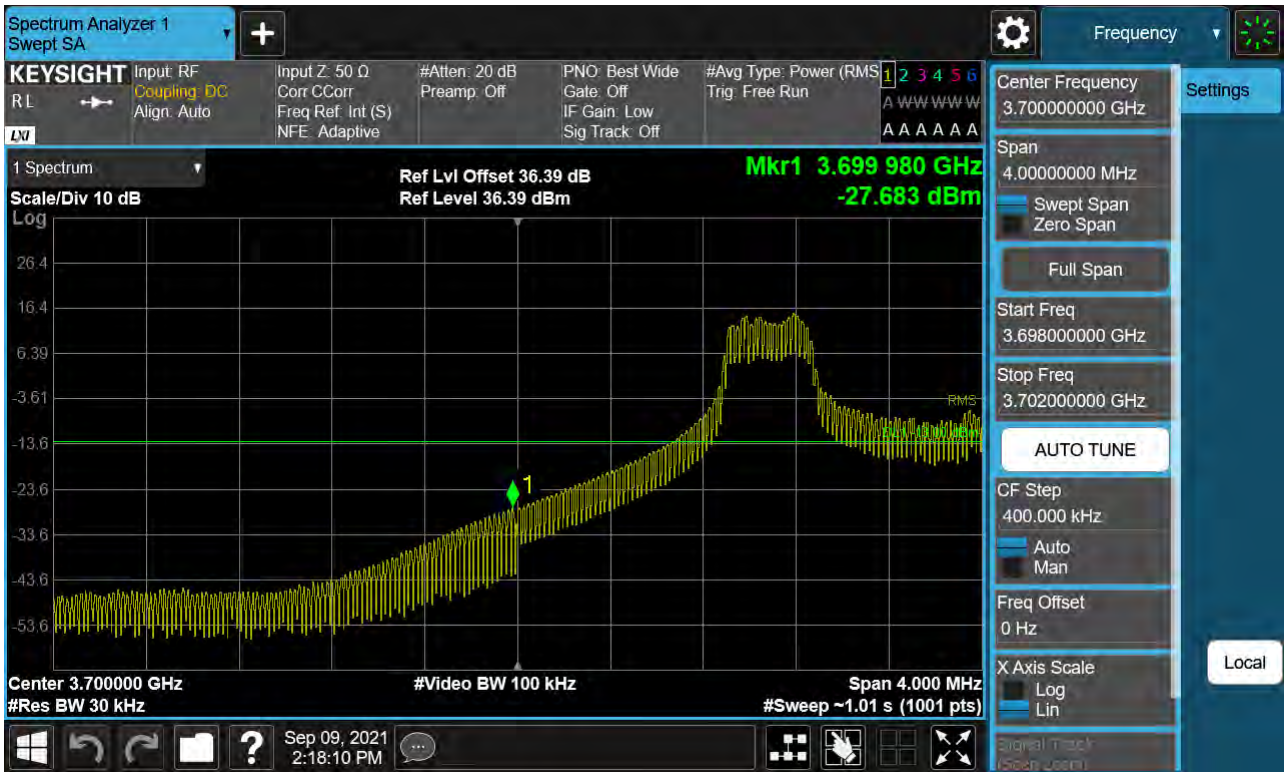 Spectrum Analyzer 1
Swept SA
+
Frequency
KEYSIGHT
RL
LXI
Input: RF
Coupling: DC
Align: Auto
Input Z: 50 Ω
Corr CCorr
Freq Ref: Int (S)
NFE: Adaptive
#Atten: 20 dB
Preamp: Off
PNO: Best Wide
Gate: Off
IF Gain: Low
Sig Track: Off
#Avg Type: Power (RMS
Trig: Free Run
1 2 3 4 5 6
A W W W W W
A A A A A A
1 Spectrum
Scale/Div 10 dB
Log
Ref Lvl Offset 36.39 dB
Ref Level 36.39 dBm
Mkr1 3.699 980 GHz
-27.683 dBm
26.4
16.4
6.39
-3.61
-13.6
-23.6
-33.6
-43.6
-53.6
1
RMS
Center 3.700000 GHz
#Res BW 30 kHz
#Video BW 100 kHz
Span 4.000 MHz
#Sweep ~1.01 s (1001 pts)
Center Frequency
3.700000000 GHz
Span
4.00000000 MHz
Swept Span
Zero Span
Full Span
Start Freq
3.698000000 GHz
Stop Freq
3.702000000 GHz
AUTO TUNE
CF Step
400.000 kHz
Auto
Man
Freq Offset
0 Hz
X Axis Scale
Log
Lin
Signal Track
(Span Zoom)
Settings
Local
?
Sep 09, 2021
2:18:10 PM